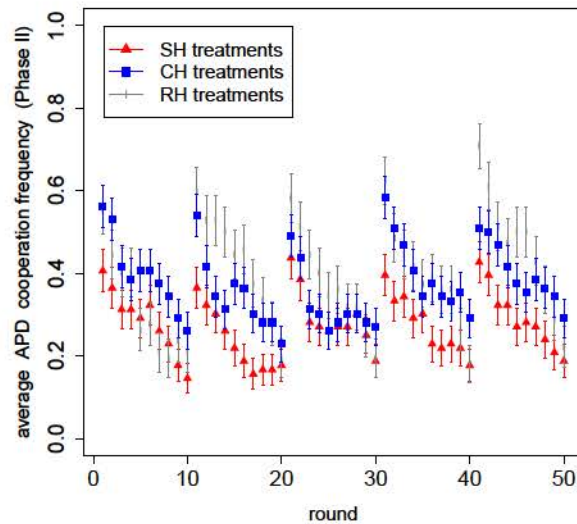 average APD cooperation frequency (Phase II)
1.0
0.8
0.6
0.4
0.2
0.0
SH treatments
CH treatments
RH treatments
0 10 20 30 40 50
round